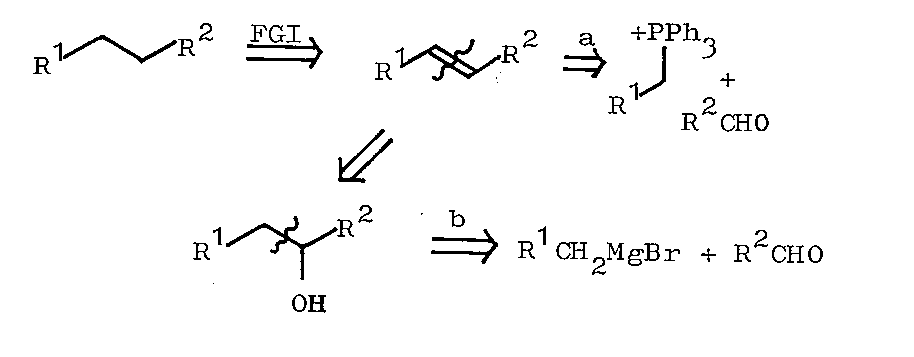 R¹ R² FGI R¹ R² a +PPh₃
R¹ + R²CHO
R¹ R² OH b R¹CH₂MgBr + R²CHO